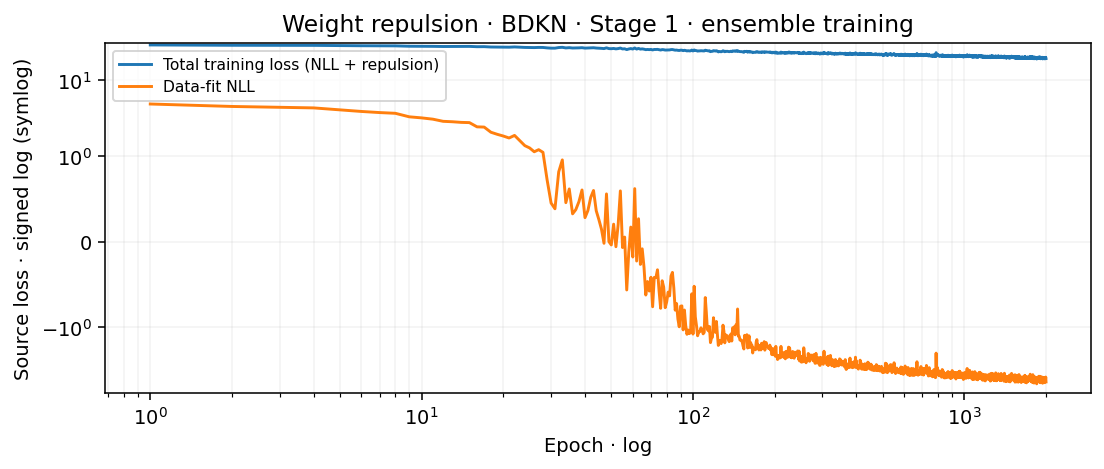 Weight repulsion · BDKN · Stage 1 · ensemble training
Total training loss (NLL + repulsion)
Data-fit NLL
Source loss · signed log (symlog)
10¹
10⁰
0
−10⁰
10⁰ 10¹ 10² 10³
Epoch · log